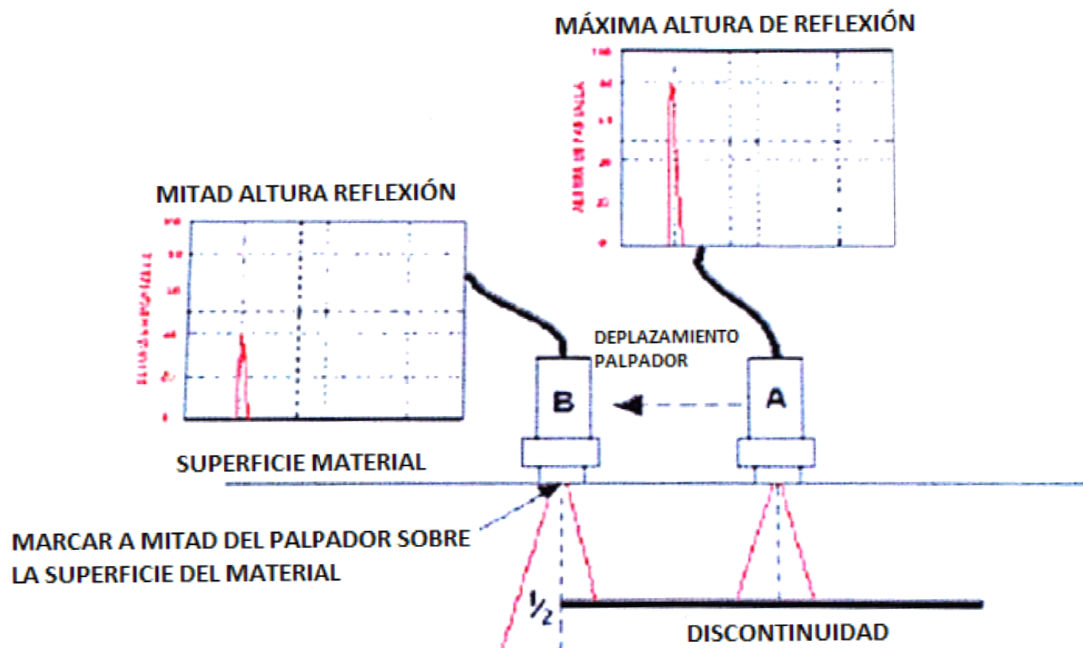 MÁXIMA ALTURA DE REFLEXIÓN
100
MITAD ALTURA REFLEXIÓN
DEPLAZAMIENTO
PALPADOR
B
A
SUPERFICIE MATERIAL
MARCAR A MITAD DEL PALPADOR SOBRE
LA SUPERFICIE DEL MATERIAL
1/2
DISCONTINUIDAD